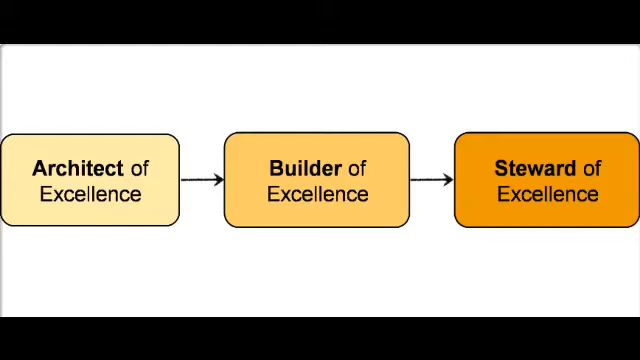 Architect of
Excellence
Builder of
Excellence
Steward of
Excellence